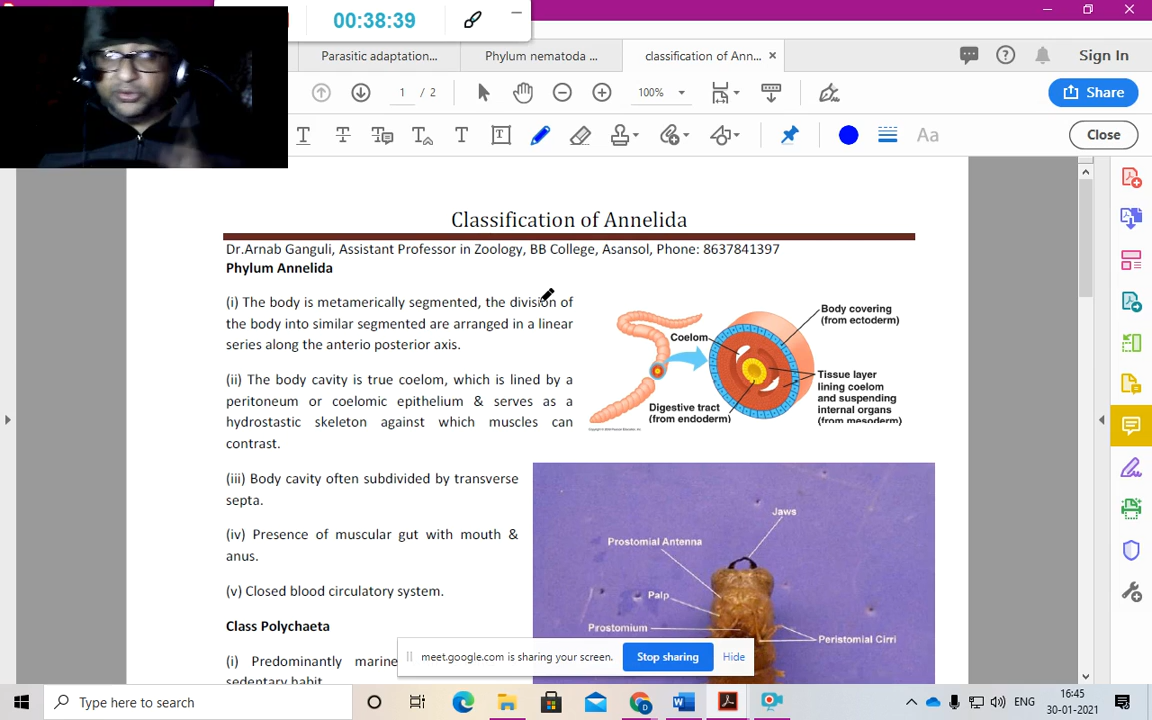 00:38:39
Parasitic adaptation...
Phylum nematoda ...
classification of Ann...
Sign In
1 / 2
100%
Share
Aa
Close
Classification of Annelida
Dr.Arnab Ganguli, Assistant Professor in Zoology, BB College, Asansol, Phone: 8637841397
Phylum Annelida
(i) The body is metamerically segmented, the division of
the body into similar segmented are arranged in a linear
series along the anterio posterior axis.
(ii) The body cavity is true coelom, which is lined by a
peritoneum or coelomic epithelium & serves as a
hydrostastic skeleton against which muscles can
contrast.
(iii) Body cavity often subdivided by transverse
septa.
(iv) Presence of muscular gut with mouth &
anus.
(v) Closed blood circulatory system.
Class Polychaeta
(i) Predominantly marine
sedentary habit
Body covering
(from ectoderm)
Coelom
Tissue layer
lining coelom
and suspending
internal organs
(from mesoderm)
Digestive tract
(from endoderm)
Jaws
Prostomial Antenna
Palp
Prostomium
Peristomial Cirri
meet.google.com is sharing your screen.
Stop sharing
Hide
Type here to search
ENG
16:45
30-01-2021